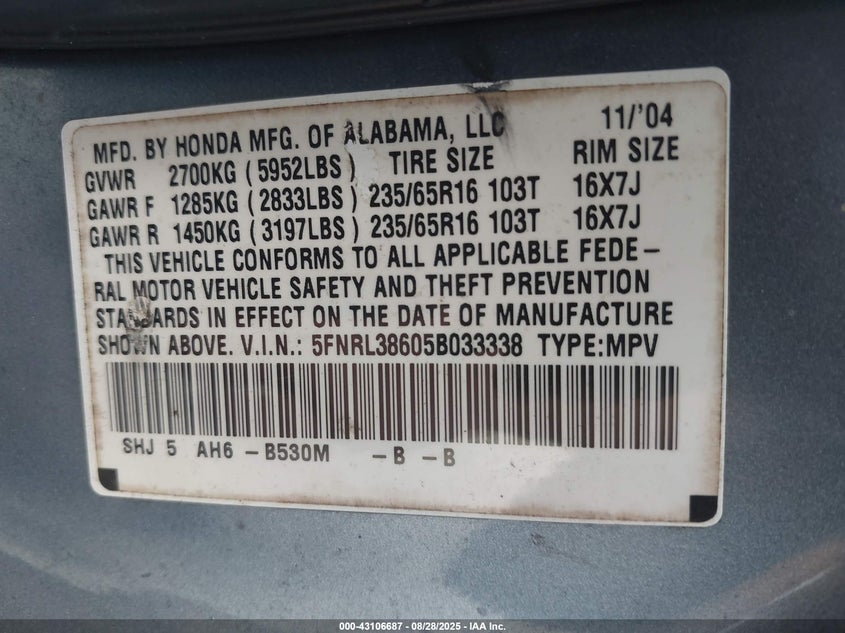 MFD. BY HONDA MFG. OF ALABAMA, LLC 11/'04
GVWR 2700KG ( 5952LBS ) TIRE SIZE RIM SIZE
GAWR F 1285KG ( 2833LBS ) 235/65R16 103T 16X7J
GAWR R 1450KG ( 3197LBS ) 235/65R16 103T 16X7J
THIS VEHICLE CONFORMS TO ALL APPLICABLE FEDE-
RAL MOTOR VEHICLE SAFETY AND THEFT PREVENTION
STANDARDS IN EFFECT ON THE DATE OF MANUFACTURE
SHOWN ABOVE. V.I.N.: 5FNRL38605B033338 TYPE:MPV
SHJ 5 AH6 -B530M -B -B
000-43106687 / 08/28/2025 - IAA Inc.